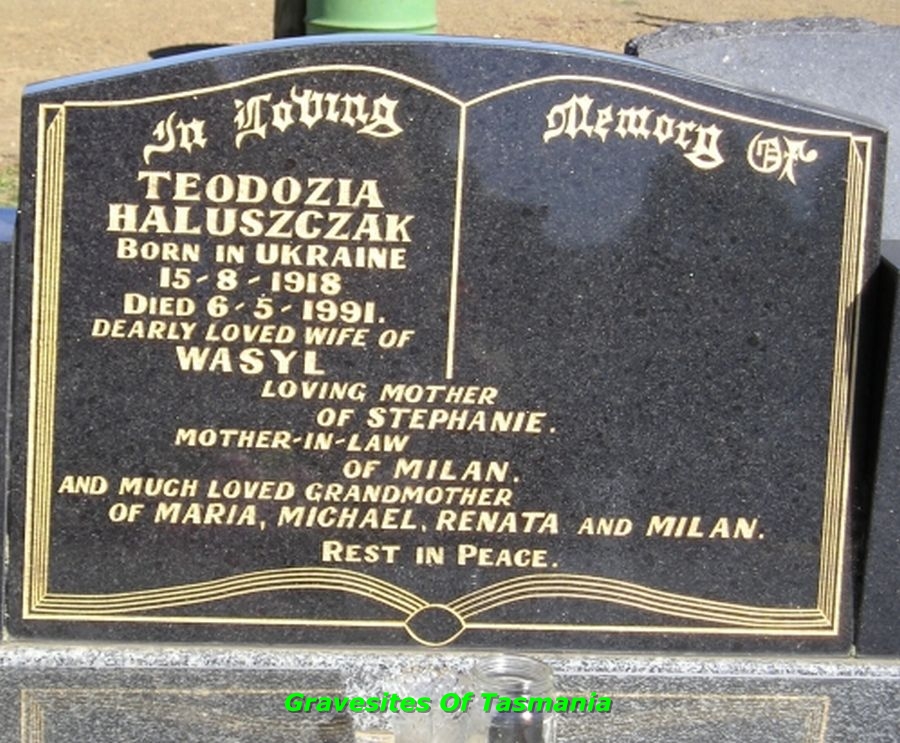 In Loving Memory Of
TEODOZIA
HALUSZCZAK
BORN IN UKRAINE
15-8-1918
DIED 6-5-1991.
DEARLY LOVED WIFE OF
WASYL
LOVING MOTHER
OF STEPHANIE.
MOTHER-IN-LAW
OF MILAN.
AND MUCH LOVED GRANDMOTHER
OF MARIA, MICHAEL, RENATA AND MILAN.
REST IN PEACE.
Gravesites Of Tasmania